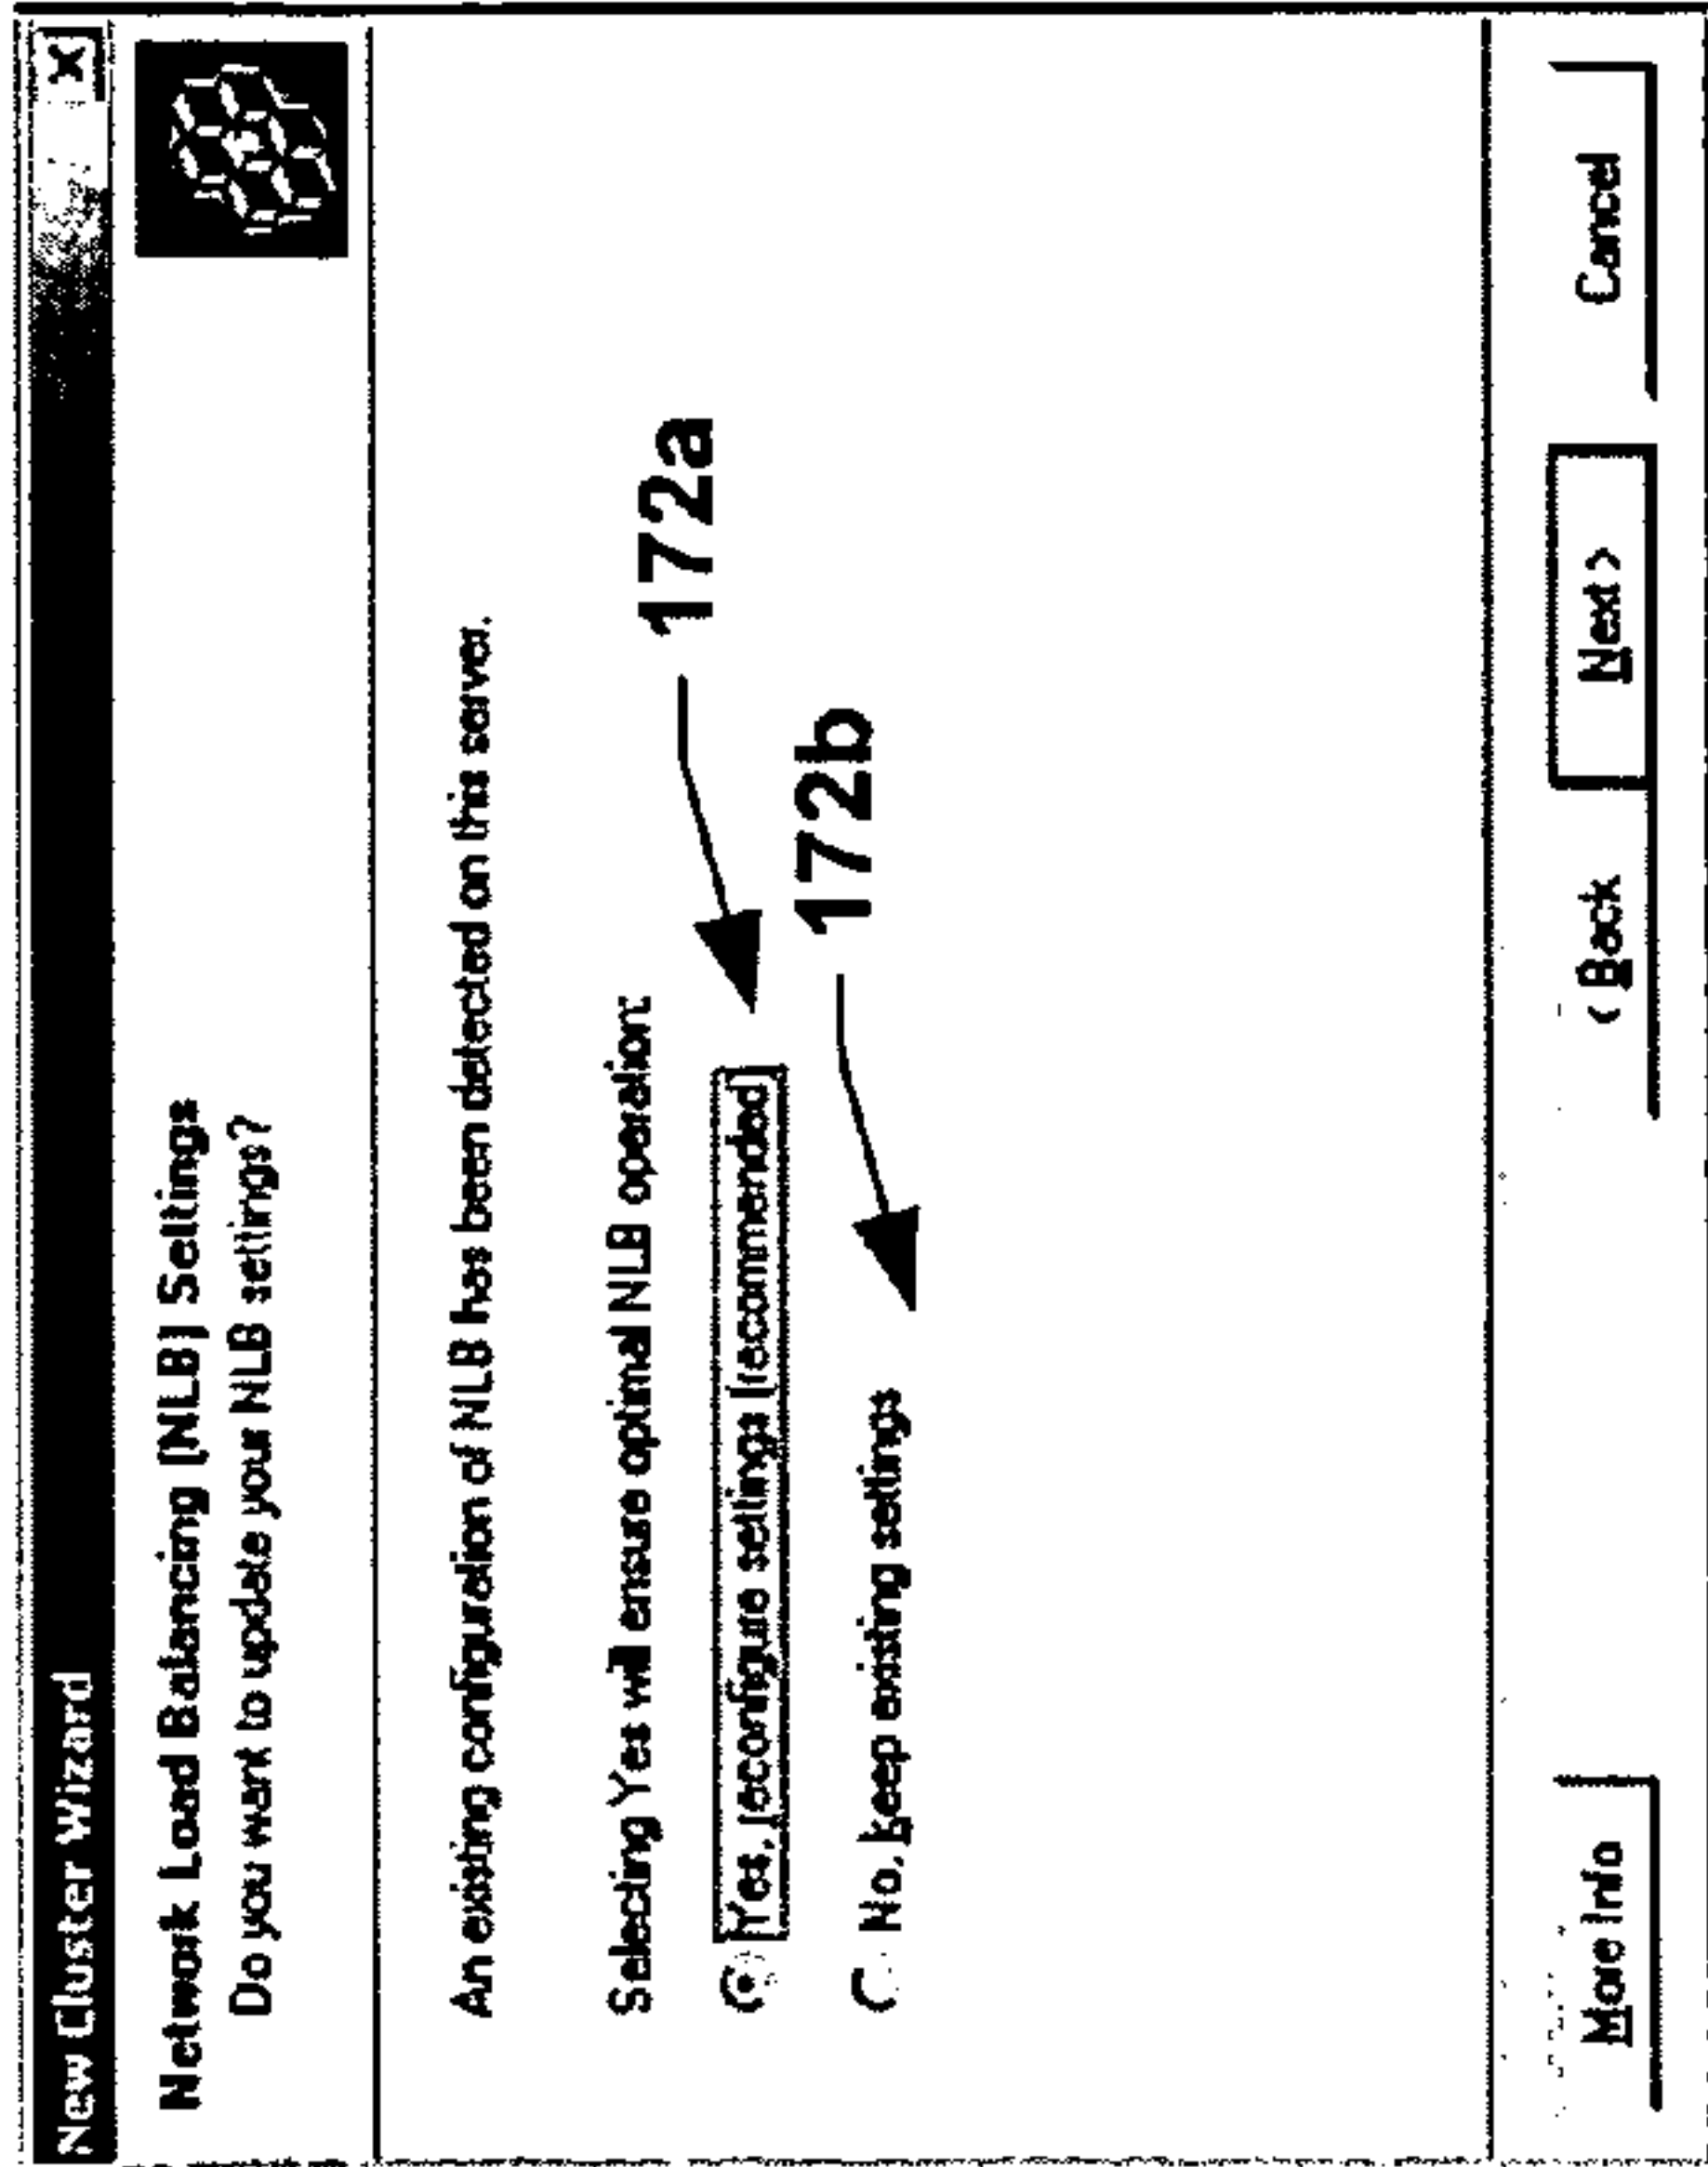 New Cluster Wizard
Network Load Balancing (NLB) Settings
Do you want to update your NLB settings?
An existing configuration of NLB has been detected on this server.
Selecting Yes will ensure optimal NLB operation:
172a
Yes, reconfigure settings (recommended)
172b
No, keep existing settings
More Info
< Back
Next >
Cancel